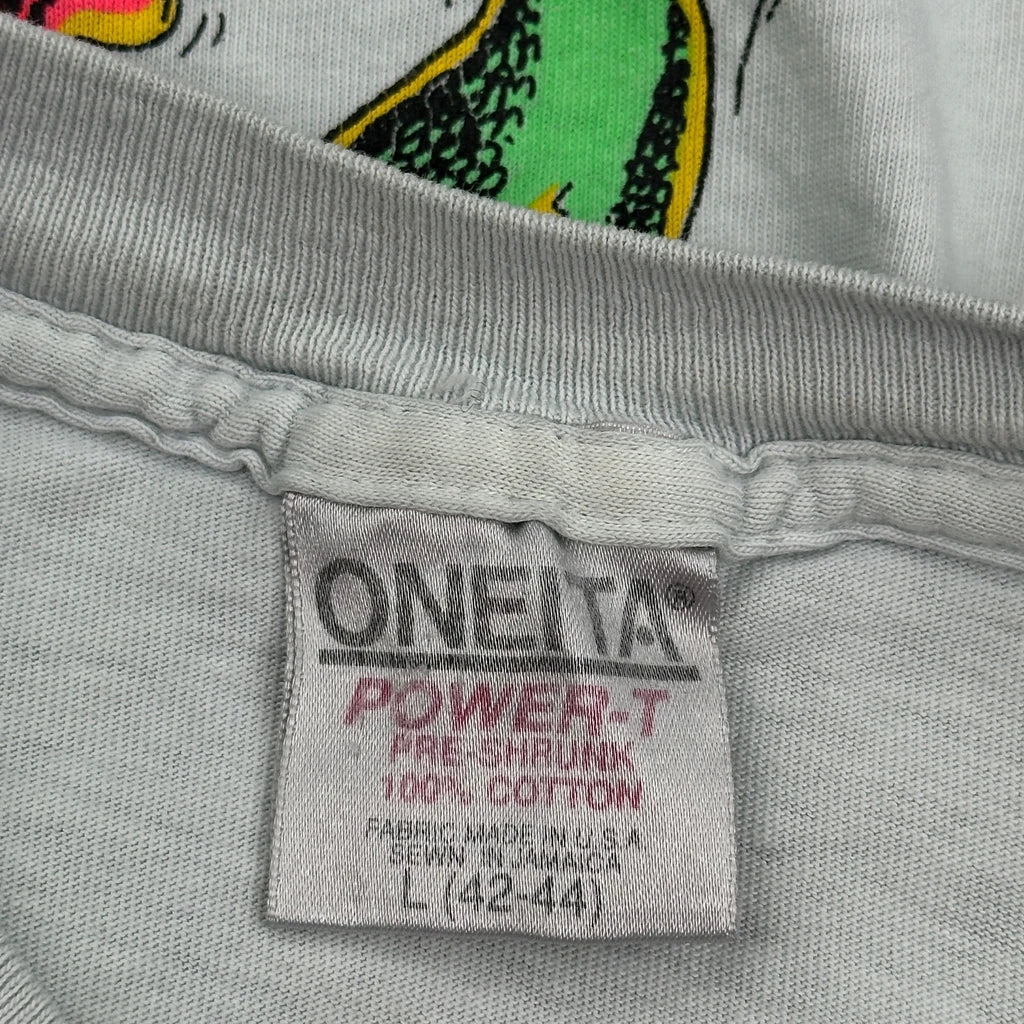 ONEITA®
POWER-T
PRE-SHRUNK
100% COTTON
FABRIC MADE IN U.S.A
SEWN IN JAMAICA
L (42-44)